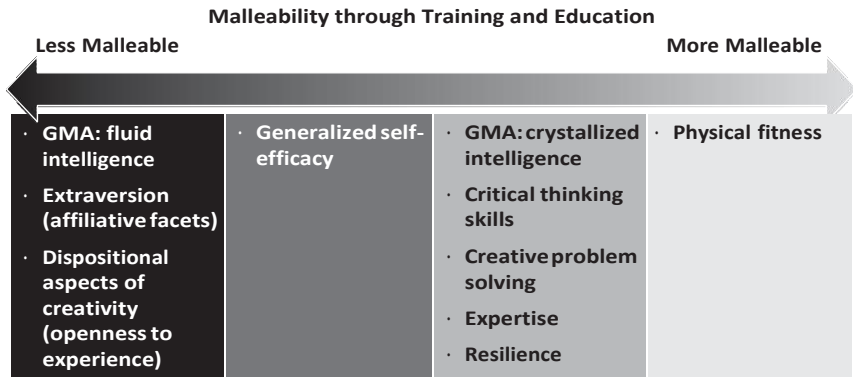 Malleability through Training and Education
Less Malleable
More Malleable
· GMA: fluid
intelligence
· Extraversion
(affiliative facets)
· Dispositional
aspects of
creativity
(openness to
experience)
· Generalized self-
efficacy
· GMA: crystallized
intelligence
· Critical thinking
skills
· Creative problem
solving
· Expertise
· Resilience
· Physical fitness